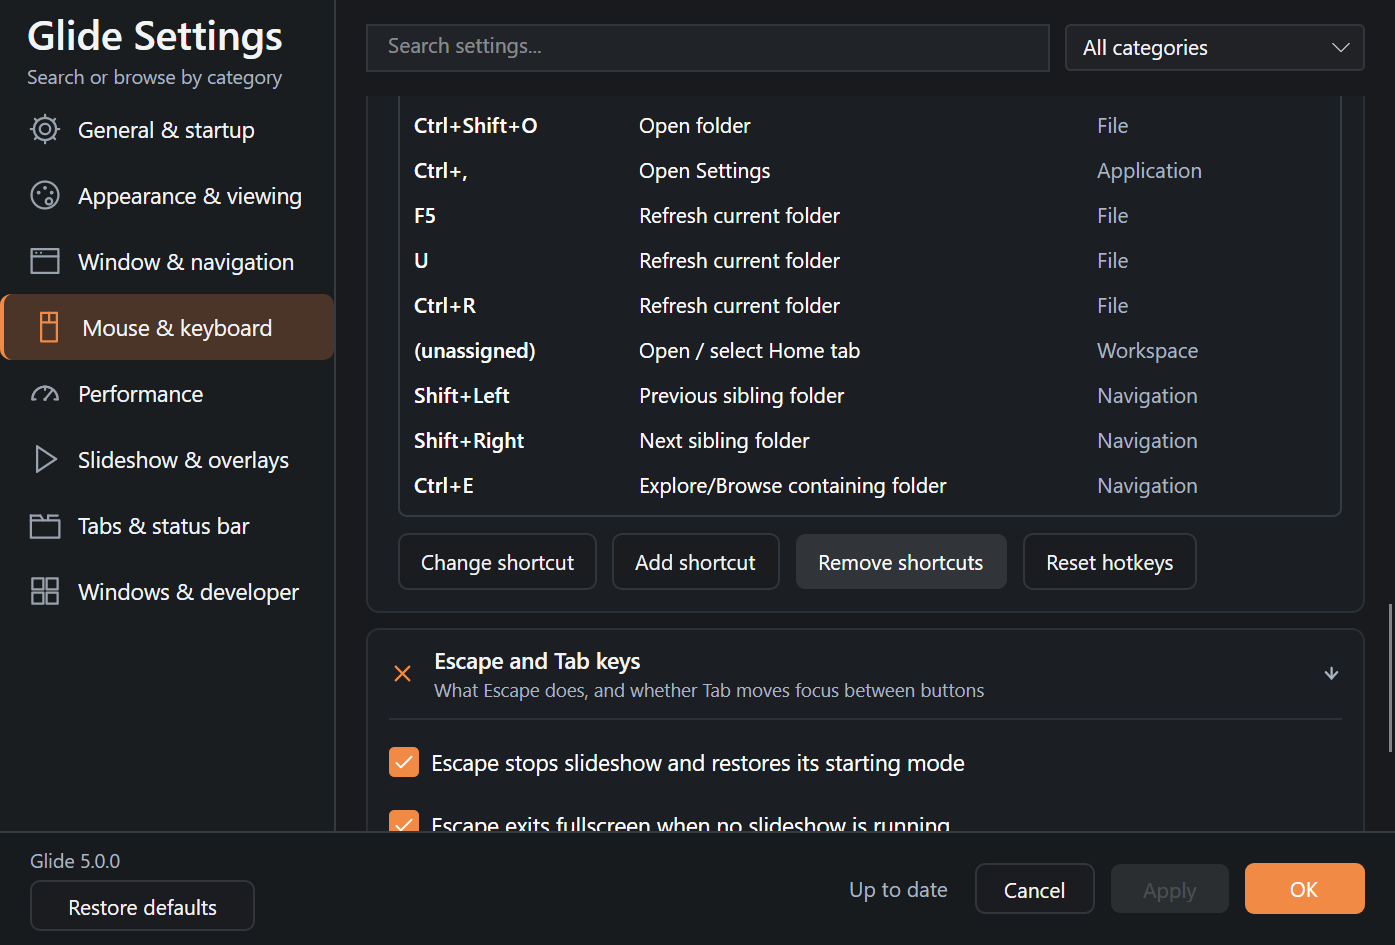 Glide Settings
Search or browse by category
General & startup
Appearance & viewing
Window & navigation
Mouse & keyboard
Performance
Slideshow & overlays
Tabs & status bar
Windows & developer
Search settings...
All categories
Ctrl+Shift+O Open folder File
Ctrl+, Open Settings Application
F5 Refresh current folder File
U Refresh current folder File
Ctrl+R Refresh current folder File
(unassigned) Open / select Home tab Workspace
Shift+Left Previous sibling folder Navigation
Shift+Right Next sibling folder Navigation
Ctrl+E Explore/Browse containing folder Navigation
Change shortcut Add shortcut Remove shortcuts Reset hotkeys
Escape and Tab keys
What Escape does, and whether Tab moves focus between buttons
Escape stops slideshow and restores its starting mode
Escape exits fullscreen when no slideshow is running
Glide 5.0.0
Restore defaults
Up to date Cancel Apply OK